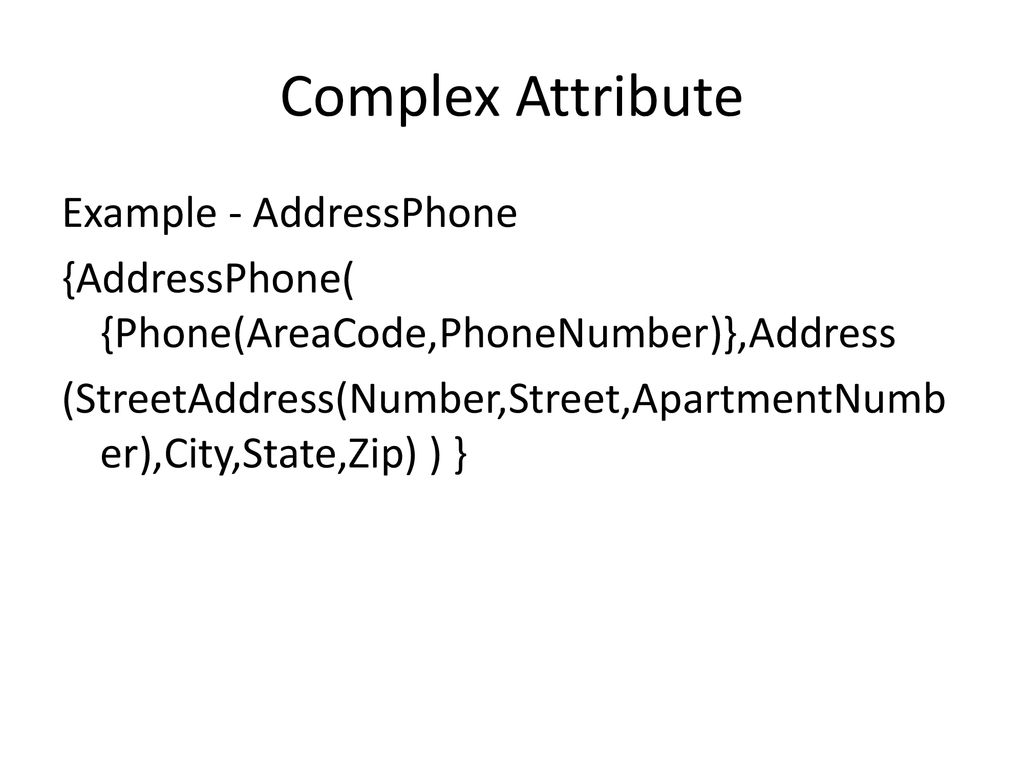 Complex Attribute
Example - AddressPhone
{AddressPhone(
{Phone(AreaCode,PhoneNumber)},Address
(StreetAddress(Number,Street,ApartmentNumb
er),City,State,Zip) ) }